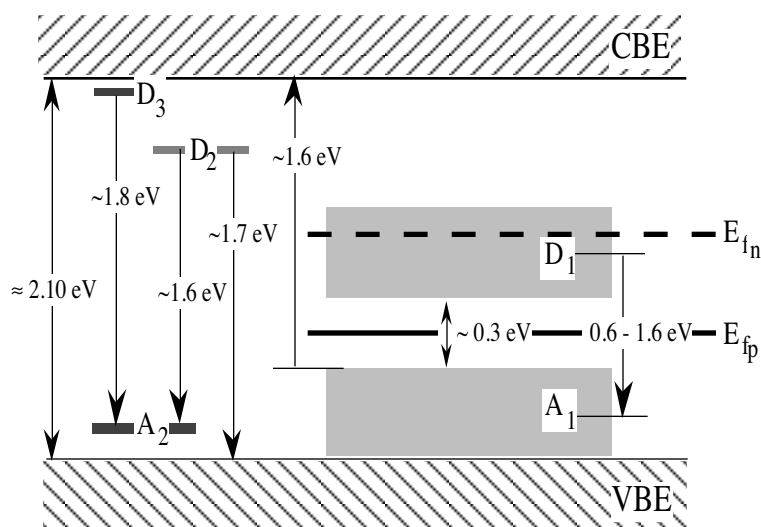 CBE
D3
D2
~1.6 eV
~1.8 eV
~1.7 eV
Efn
D1
≈ 2.10 eV
~1.6 eV
~ 0.3 eV
0.6 - 1.6 eV
Efp
A2
A1
VBE